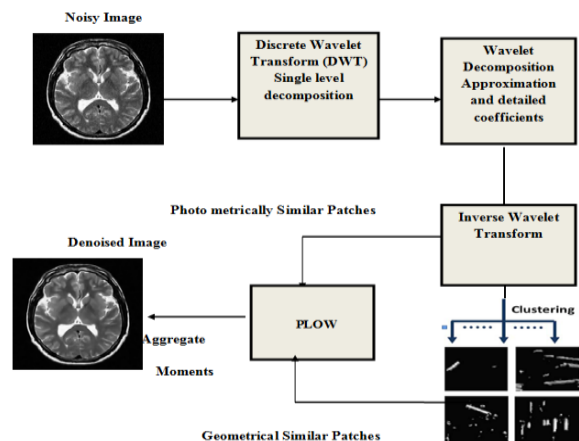 Noisy Image
Discrete Wavelet
Transform (DWT)
Single level
decomposition
Wavelet
Decomposition
Approximation
and detailed
coefficients
Photo metrically Similar Patches
Inverse Wavelet
Transform
Denoised Image
Clustering
PLOW
Aggregate
Moments
Geometrical Similar Patches